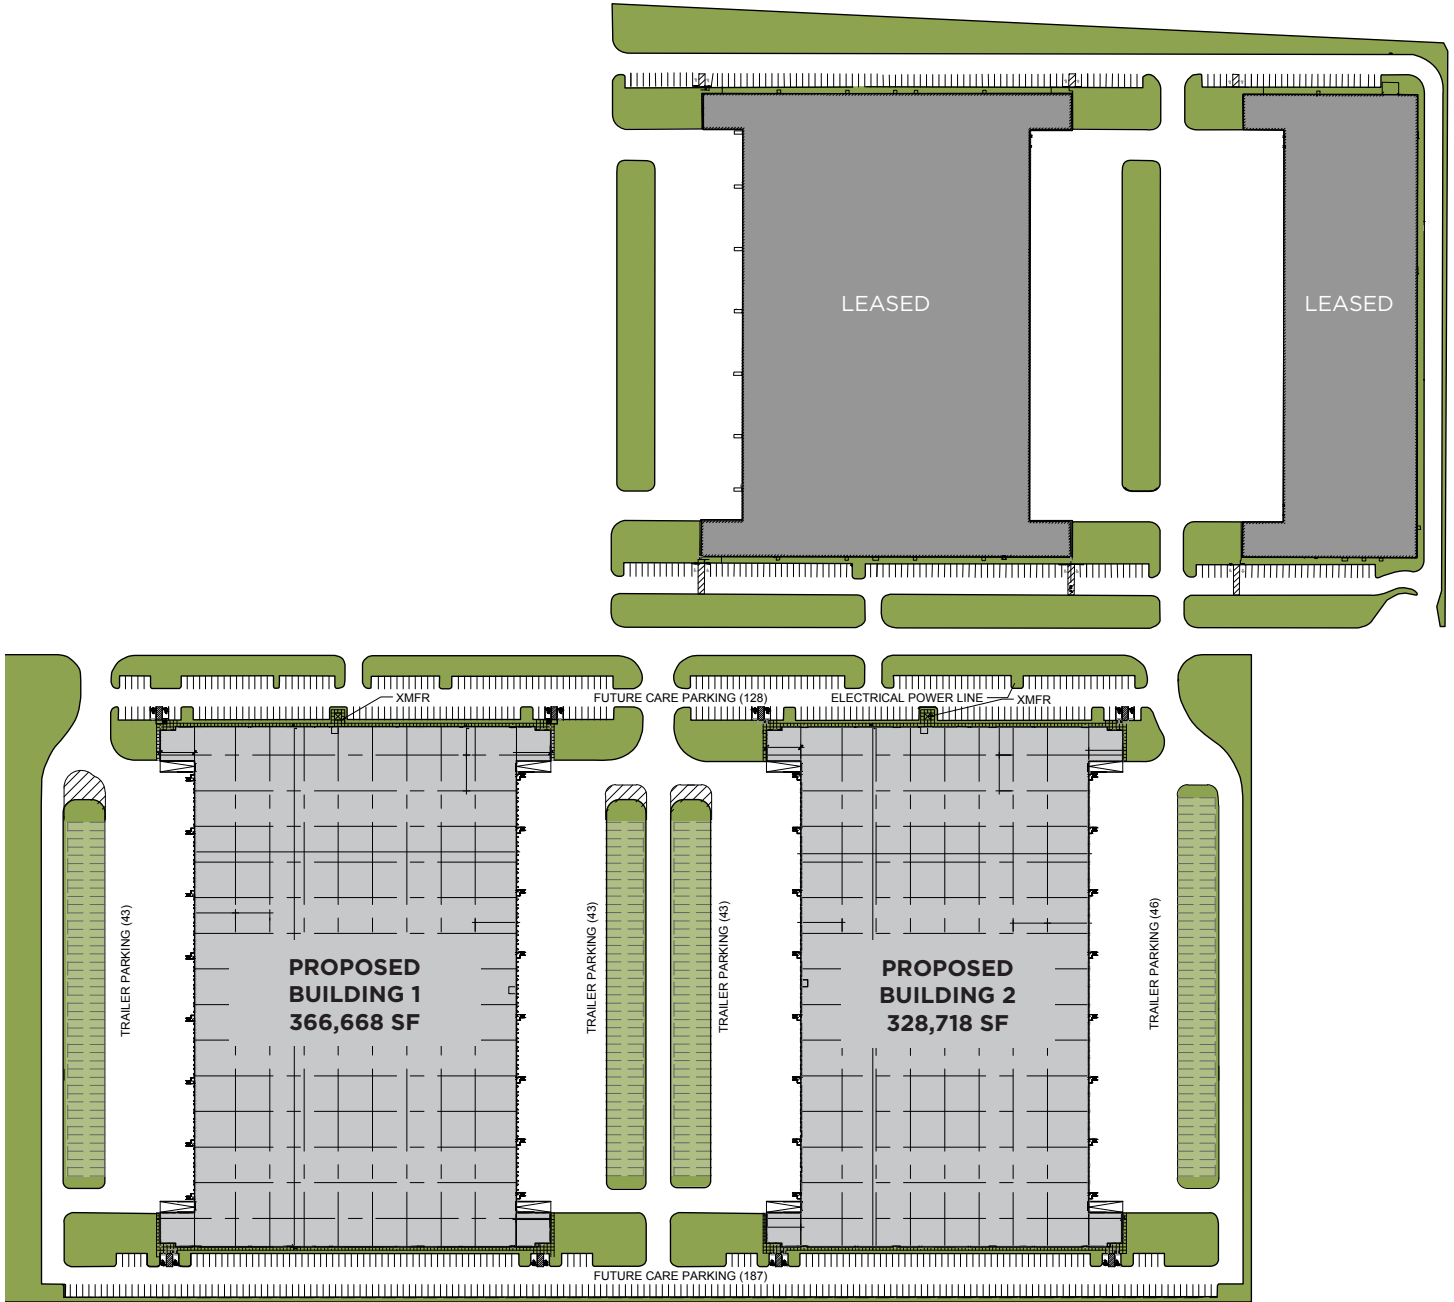 LEASED
LEASED
XMFR
FUTURE CARE PARKING (128)
ELECTRICAL POWER LINE
XMFR
TRAILER PARKING (43)
PROPOSED
BUILDING 1
366,668 SF
TRAILER PARKING (43)
TRAILER PARKING (43)
PROPOSED
BUILDING 2
328,718 SF
TRAILER PARKING (46)
FUTURE CARE PARKING (187)